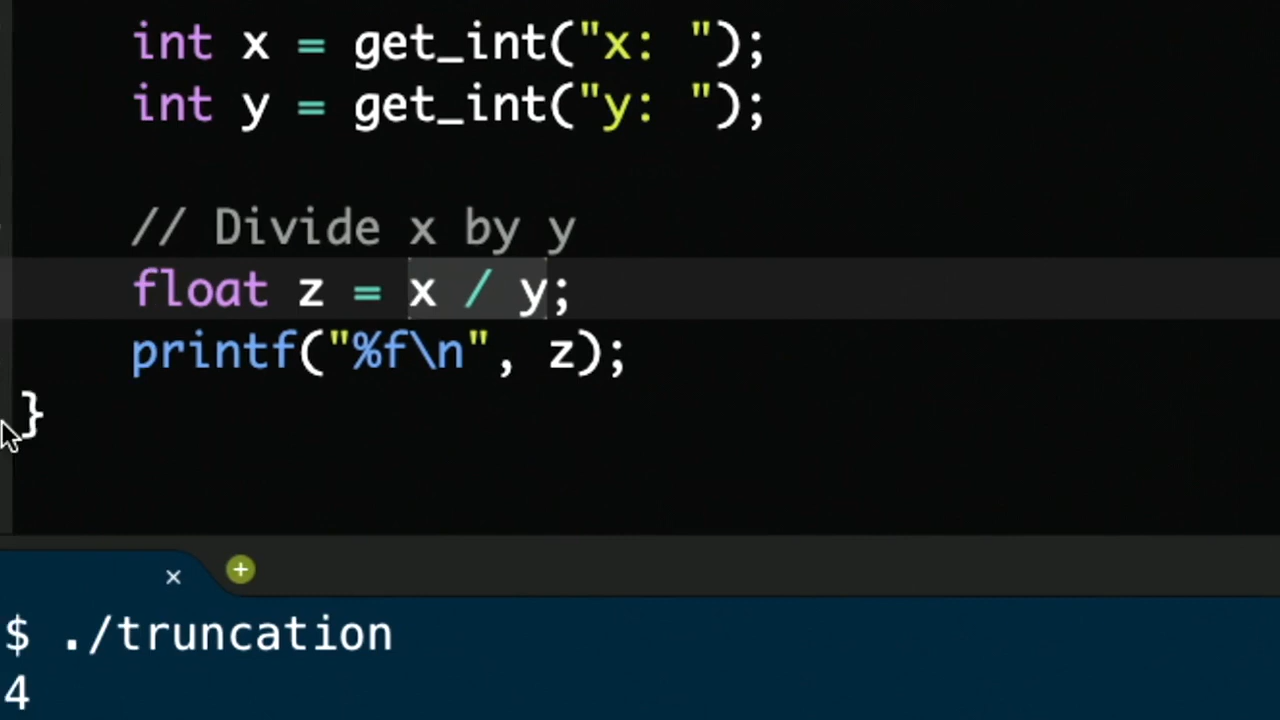 int x = get_int("x: ");
int y = get_int("y: ");
// Divide x by y
float z = x / y;
printf("%f\n", z);
}
$ ./truncation
4